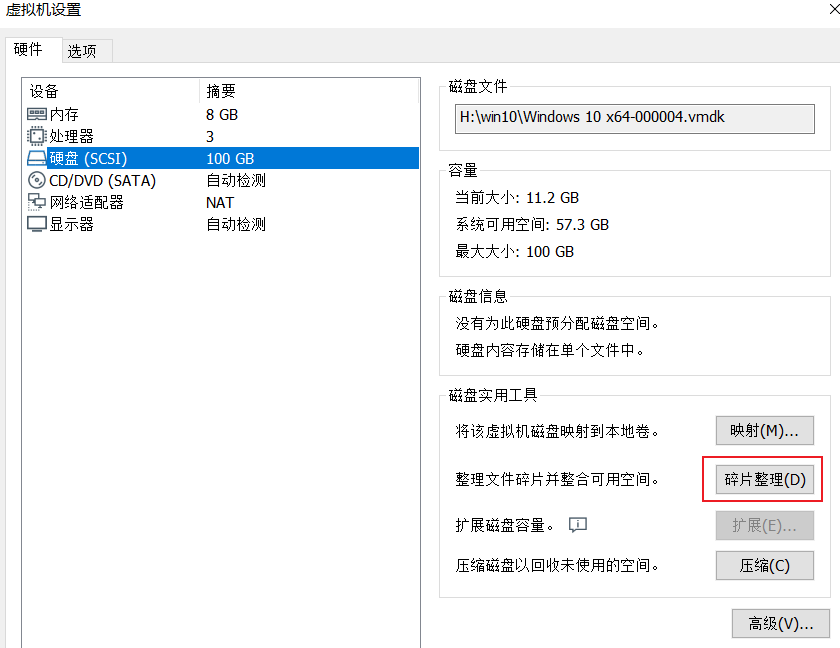 虚拟机设置
硬件 选项
设备 摘要
内存 8 GB
处理器 3
硬盘 (SCSI) 100 GB
CD/DVD (SATA) 自动检测
网络适配器 NAT
显示器 自动检测
磁盘文件
H:\win10\Windows 10 x64-000004.vmdk
容量
当前大小: 11.2 GB
系统可用空间: 57.3 GB
最大大小: 100 GB
磁盘信息
没有为此硬盘预分配磁盘空间。
硬盘内容存储在单个文件中。
磁盘实用工具
将该虚拟机磁盘映射到本地卷。 映射(M)...
整理文件碎片并整合可用空间。 碎片整理(D)
扩展磁盘容量。 扩展(E)...
压缩磁盘以回收未使用的空间。 压缩(C)
高级(V)...